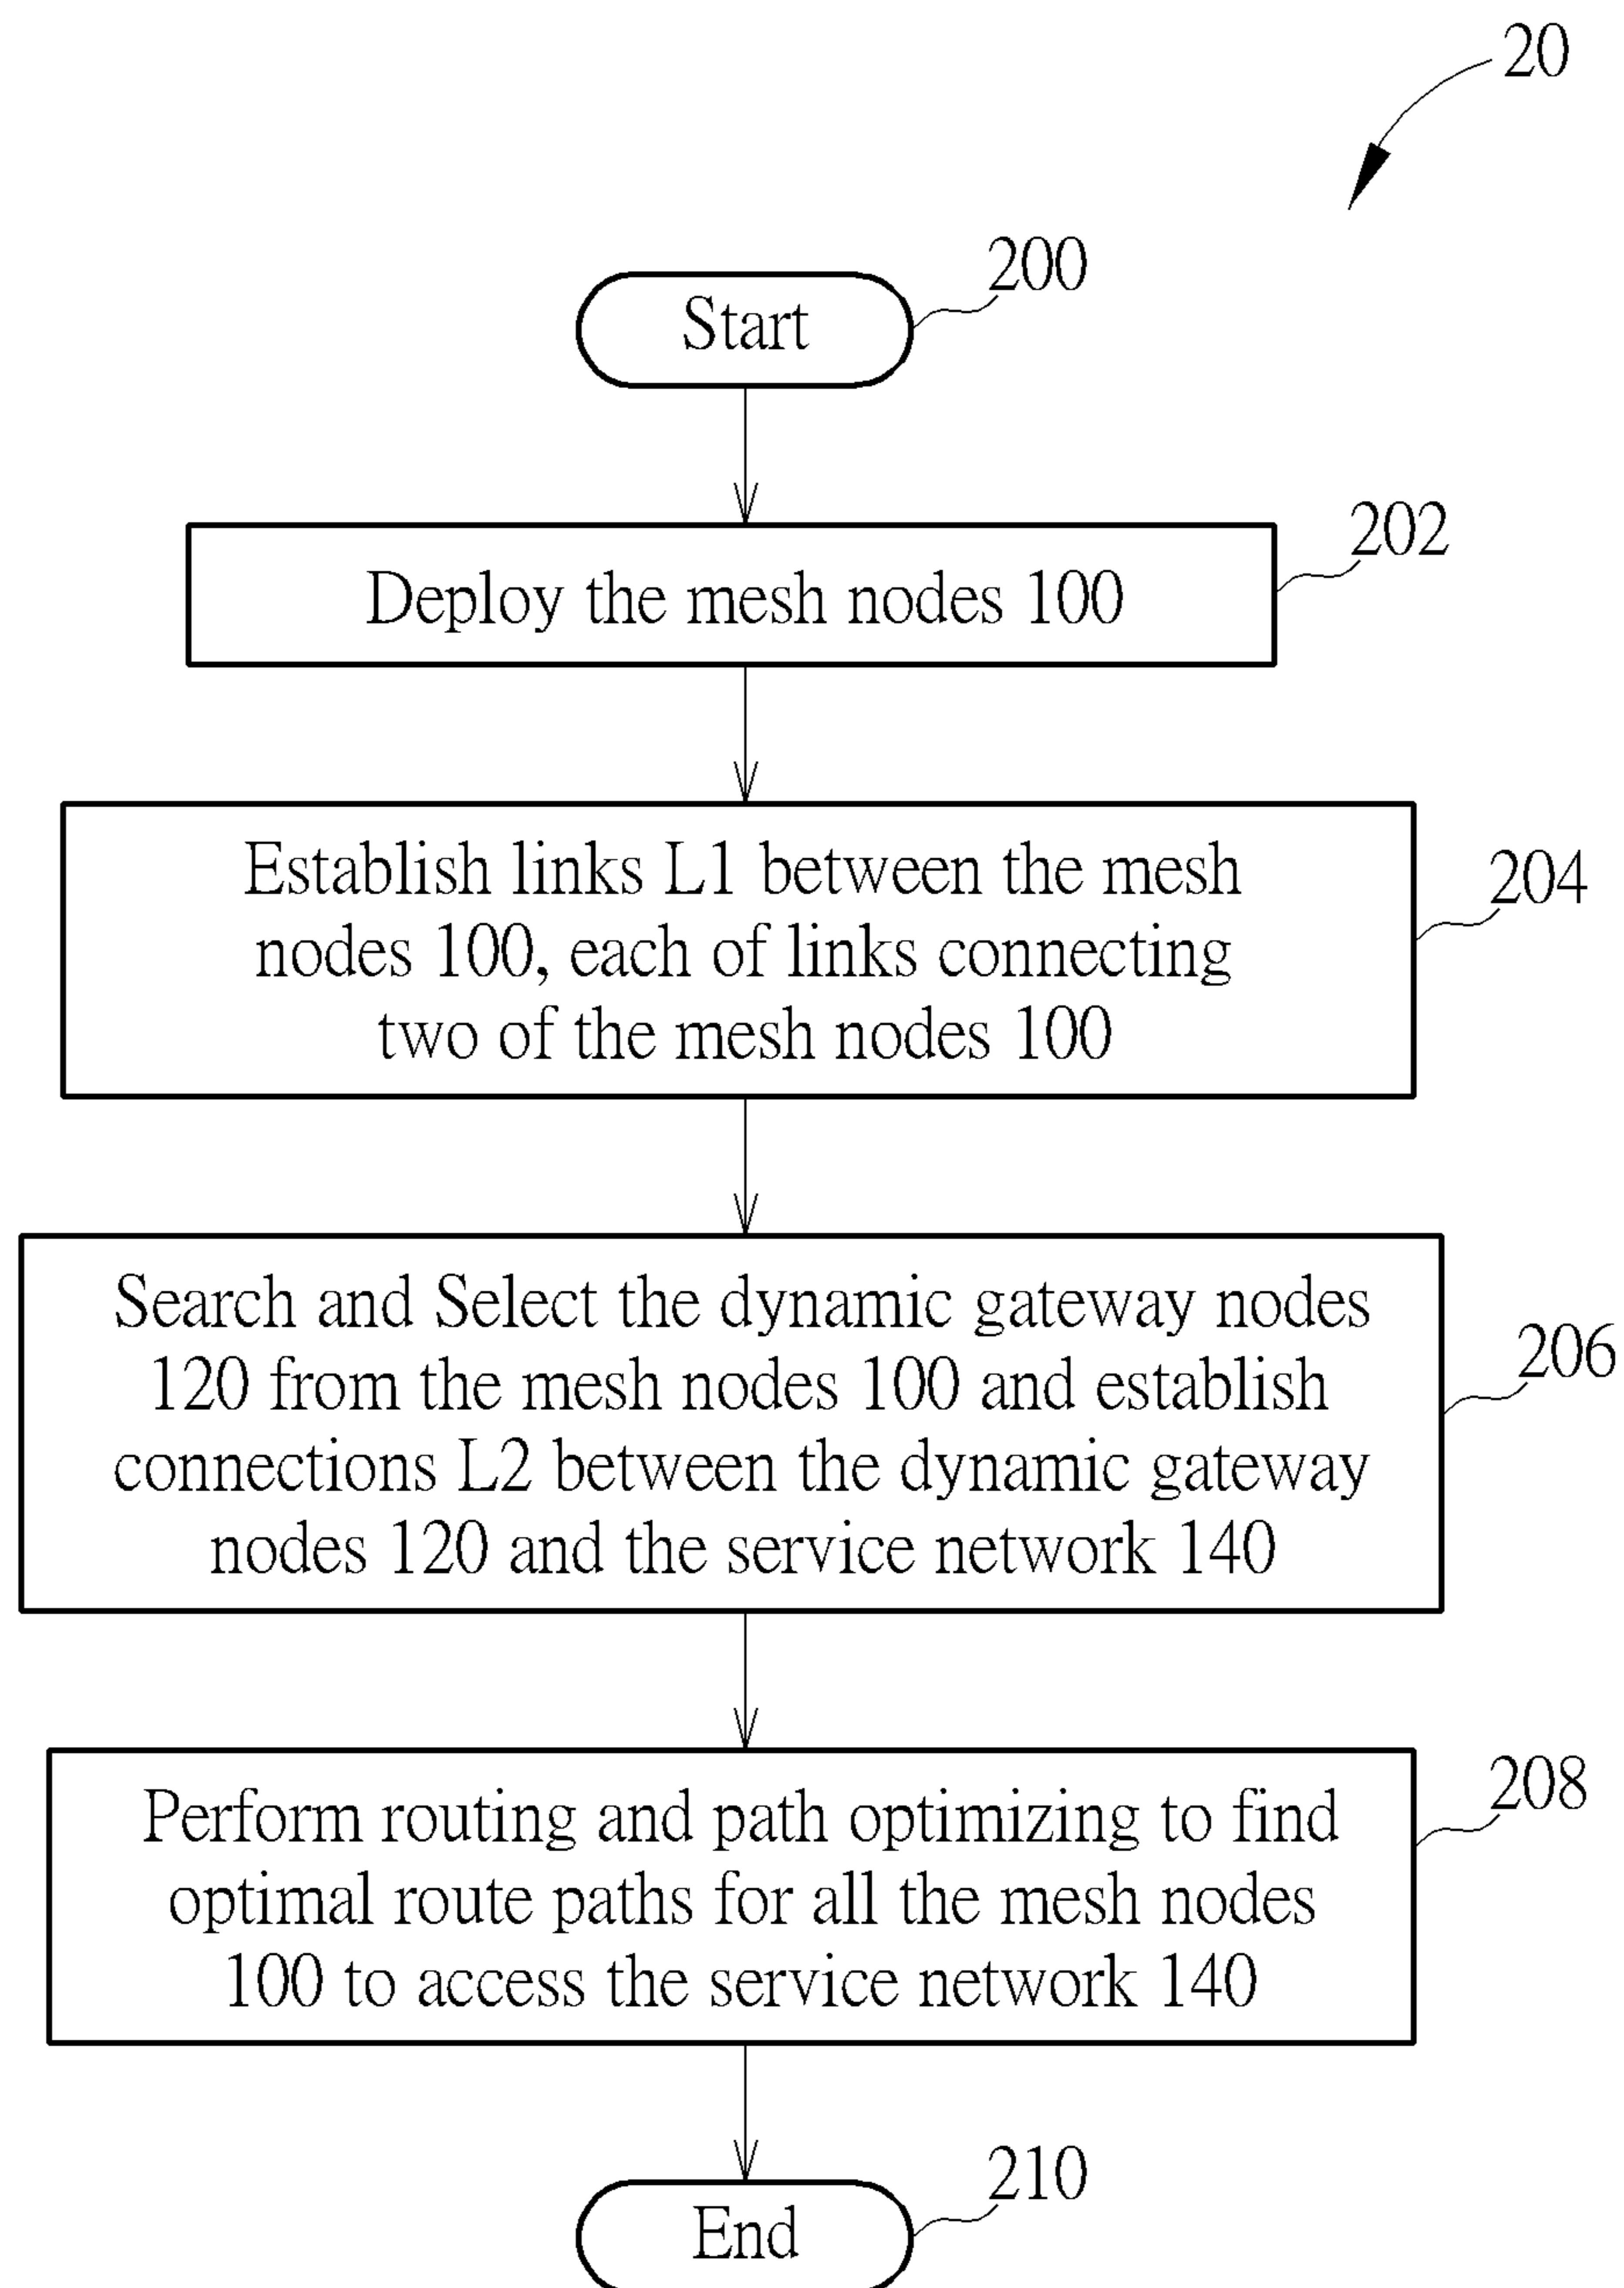 20
200
Start
202
Deploy the mesh nodes 100
204
Establish links L1 between the mesh
nodes 100, each of links connecting
two of the mesh nodes 100
206
Search and Select the dynamic gateway nodes
120 from the mesh nodes 100 and establish
connections L2 between the dynamic gateway
nodes 120 and the service network 140
208
Perform routing and path optimizing to find
optimal route paths for all the mesh nodes
100 to access the service network 140
210
End